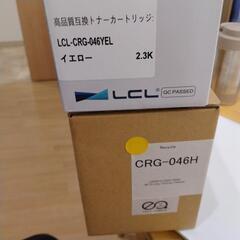 高品質互換トナーカートリッジ:
LCL-CRG-046YEL
イエロー 2.3K
LCL
QC PASSED
CRG-046H